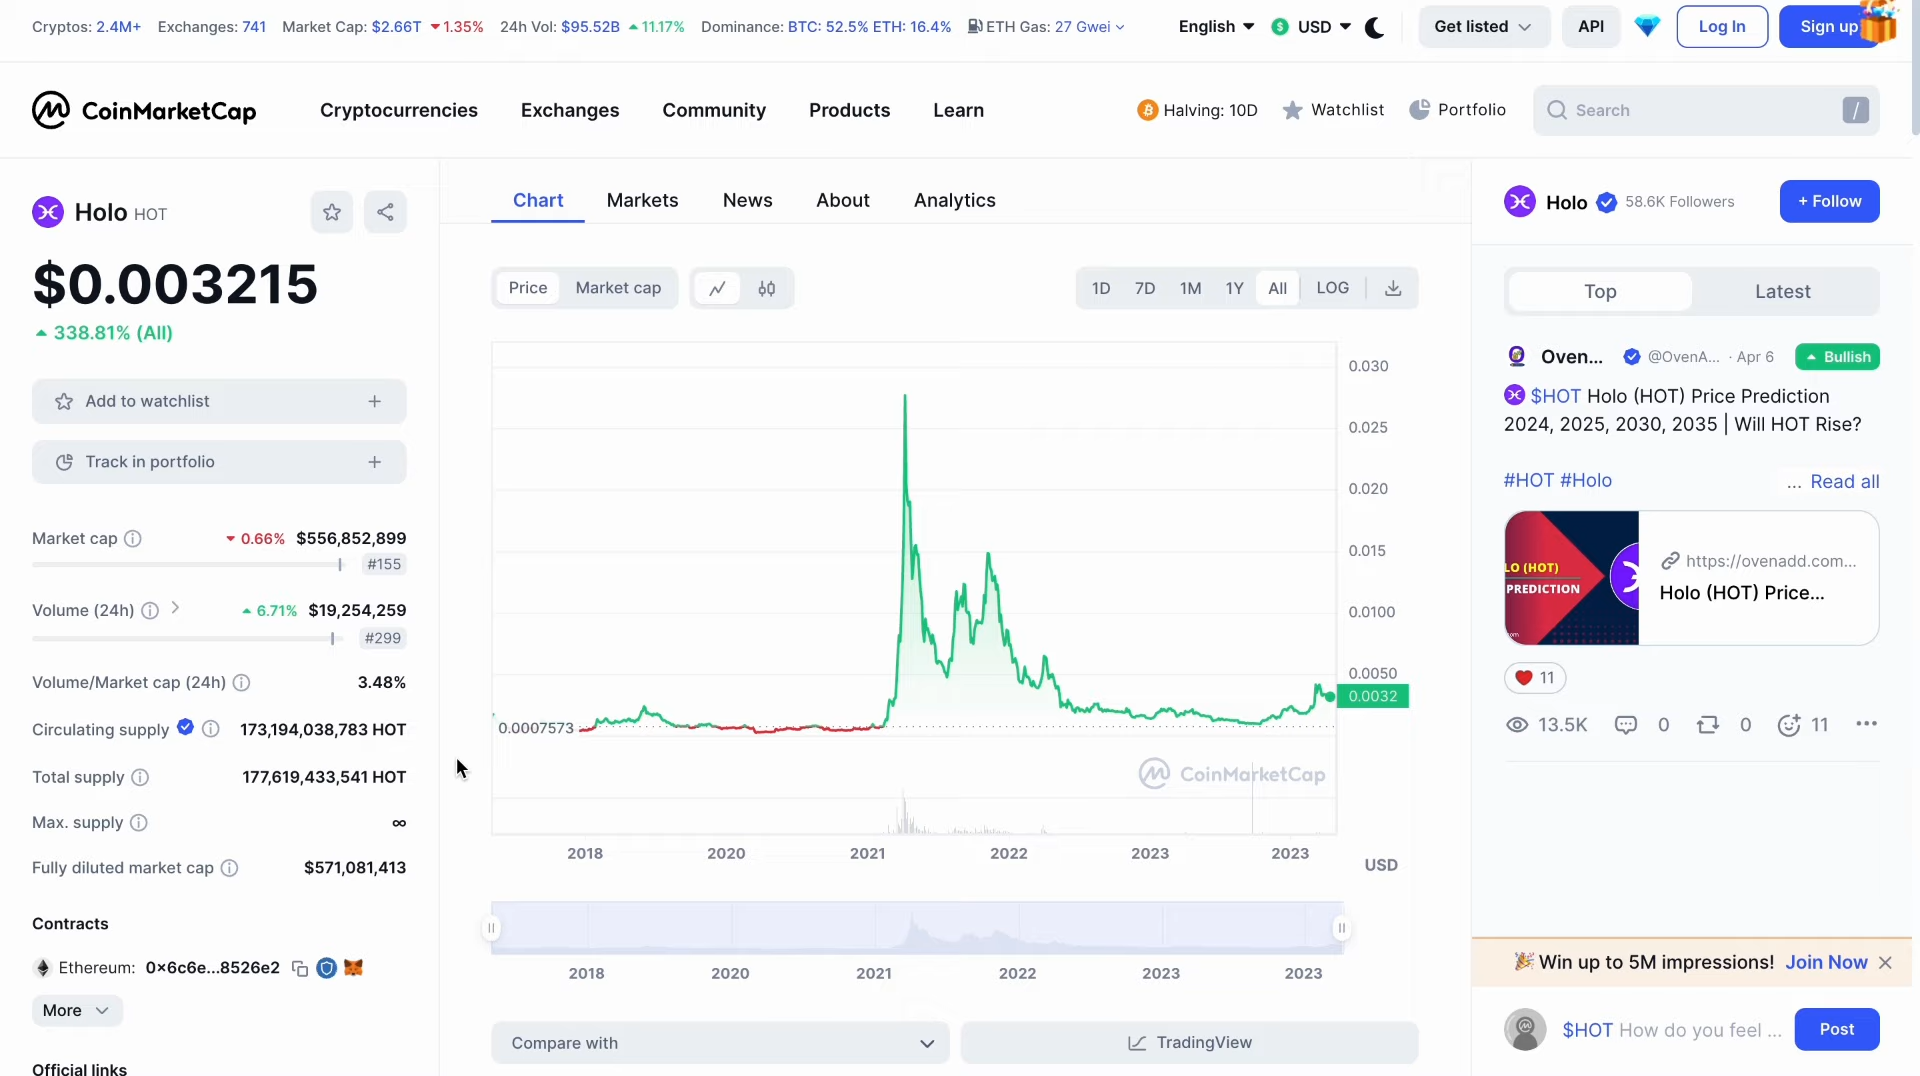 Cryptos: 2.4M+ Exchanges: 741 Market Cap: $2.66T 1.35% 24h Vol: $95.52B 11.17% Dominance: BTC: 52.5% ETH: 16.4% ETH Gas: 27 Gwei English USD Get listed API Log In Sign up
CoinMarketCap Cryptocurrencies Exchanges Community Products Learn Halving: 10D Watchlist Portfolio Search /
Holo HOT
$0.003215
338.81% (All)
Add to watchlist +
Track in portfolio +
Market cap 0.66% $556,852,899
#155
Volume (24h) 6.71% $19,254,259
#299
Volume/Market cap (24h) 3.48%
Circulating supply 173,194,038,783 HOT
Total supply 177,619,433,541 HOT
Max. supply ∞
Fully diluted market cap $571,081,413
Contracts
Ethereum: 0x6c6e...8526e2
More
Official links
Chart Markets News About Analytics
Price Market cap 1D 7D 1M 1Y All LOG
0.030
0.025
0.020
0.015
0.0100
0.0050
0.0032
0.0007573
CoinMarketCap
2018 2020 2021 2022 2023 2023
USD
2018 2020 2021 2022 2023 2023
Compare with TradingView
Holo 58.6K Followers + Follow
Top Latest
Oven... @OvenA... · Apr 6 Bullish
$HOT Holo (HOT) Price Prediction
2024, 2025, 2030, 2035 | Will HOT Rise?
#HOT #Holo ... Read all
LO (HOT)
PREDICTION
https://ovenadd.com...
Holo (HOT) Price...
11
13.5K 0 0 11
Win up to 5M impressions! Join Now
$HOT How do you feel ... Post